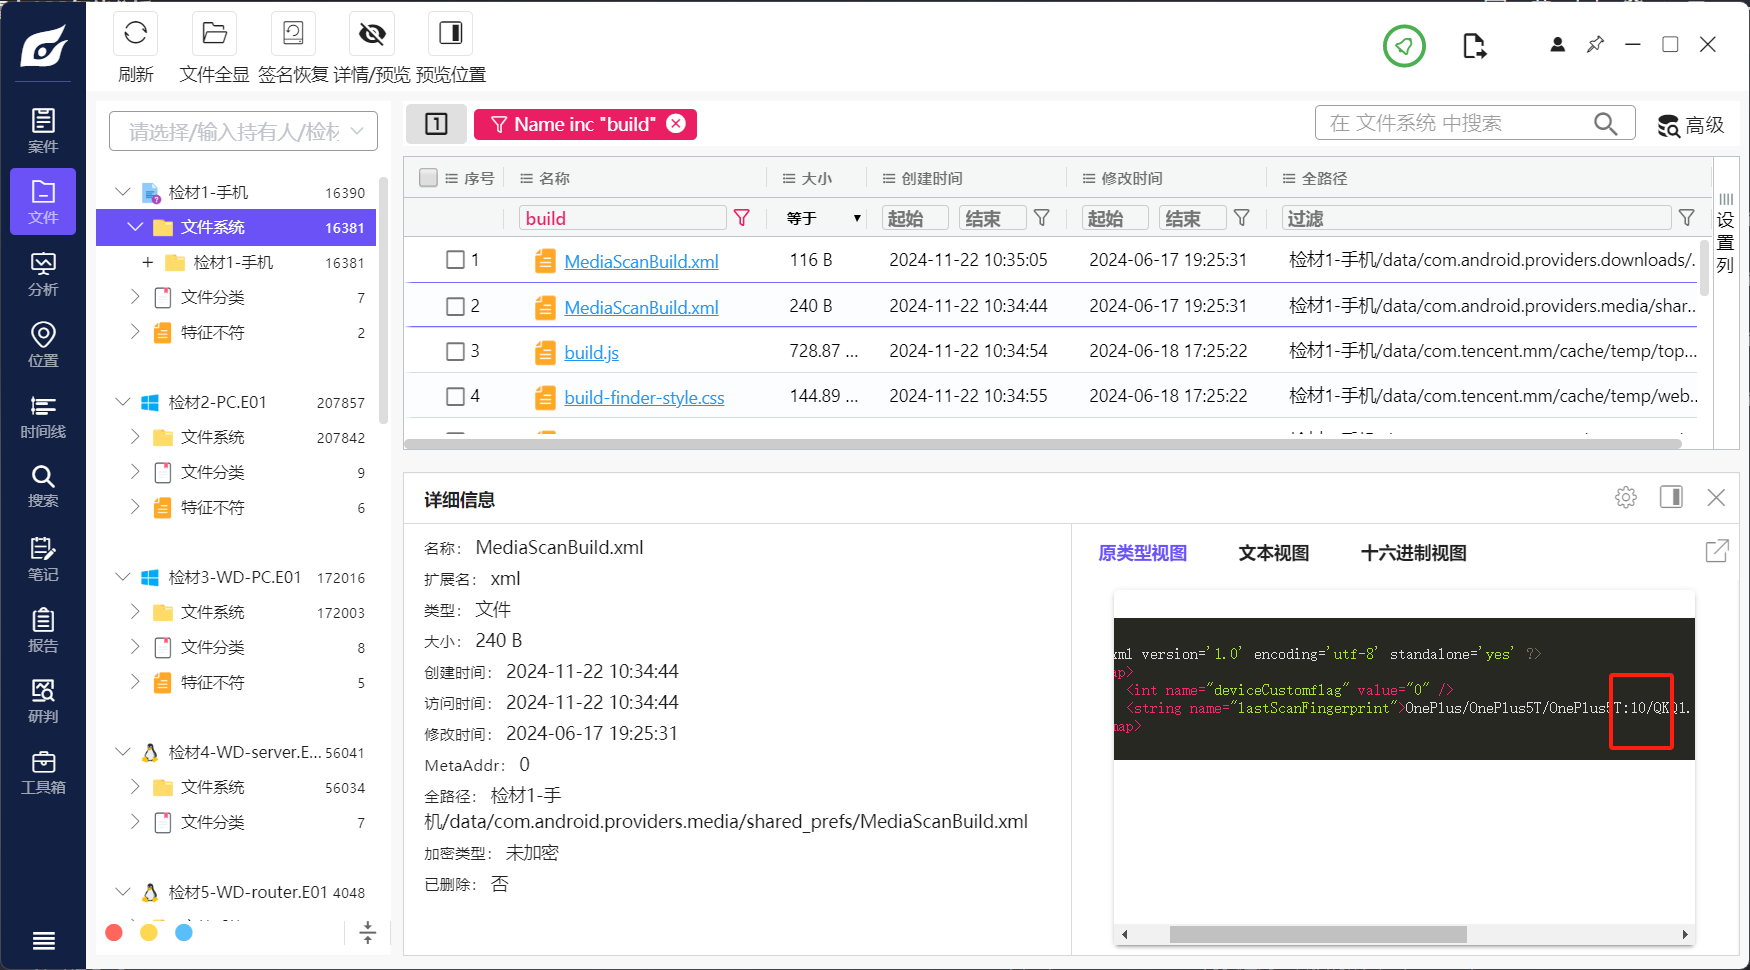 刷新
文件全显
签名恢复
详情/预览
预览位置
案件
文件
分析
位置
时间线
搜索
笔记
报告
研判
工具箱
请选择/输入持有人/检材
检材1-手机 16390
文件系统 16381
检材1-手机 16381
文件分类 7
特征不符 2
检材2-PC.E01 207857
文件系统 207842
文件分类 9
特征不符 6
检材3-WD-PC.E01 172016
文件系统 172003
文件分类 8
特征不符 5
检材4-WD-server.E... 56041
文件系统 56034
文件分类 7
检材5-WD-router.E01 4048
1
Name inc "build"
在 文件系统 中搜索
高级
序号 名称 大小 创建时间 修改时间 全路径
build 等于 起始 结束 起始 结束 过滤
设置列
1 MediaScanBuild.xml 116 B 2024-11-22 10:35:05 2024-06-17 19:25:31 检材1-手机/data/com.android.providers.downloads/.
2 MediaScanBuild.xml 240 B 2024-11-22 10:34:44 2024-06-17 19:25:31 检材1-手机/data/com.android.providers.media/shar...
3 build.js 728.87 ... 2024-11-22 10:34:54 2024-06-18 17:25:22 检材1-手机/data/com.tencent.mm/cache/temp/top...
4 build-finder-style.css 144.89 ... 2024-11-22 10:34:55 2024-06-18 17:25:22 检材1-手机/data/com.tencent.mm/cache/temp/web..
详细信息
名称： MediaScanBuild.xml
扩展名： xml
类型： 文件
大小： 240 B
创建时间： 2024-11-22 10:34:44
访问时间： 2024-11-22 10:34:44
修改时间： 2024-06-17 19:25:31
MetaAddr： 0
全路径： 检材1-手
机/data/com.android.providers.media/shared_prefs/MediaScanBuild.xml
加密类型： 未加密
已删除： 否
原类型视图 文本视图 十六进制视图
xml version='1.0' encoding='utf-8' standalone='yes' ?>
ap>
<int name="deviceCustomflag" value="0" />
<string name="lastScanFingerprint">OnePlus/OnePlus5T/OnePlus5T:10/QKQ1.
map>